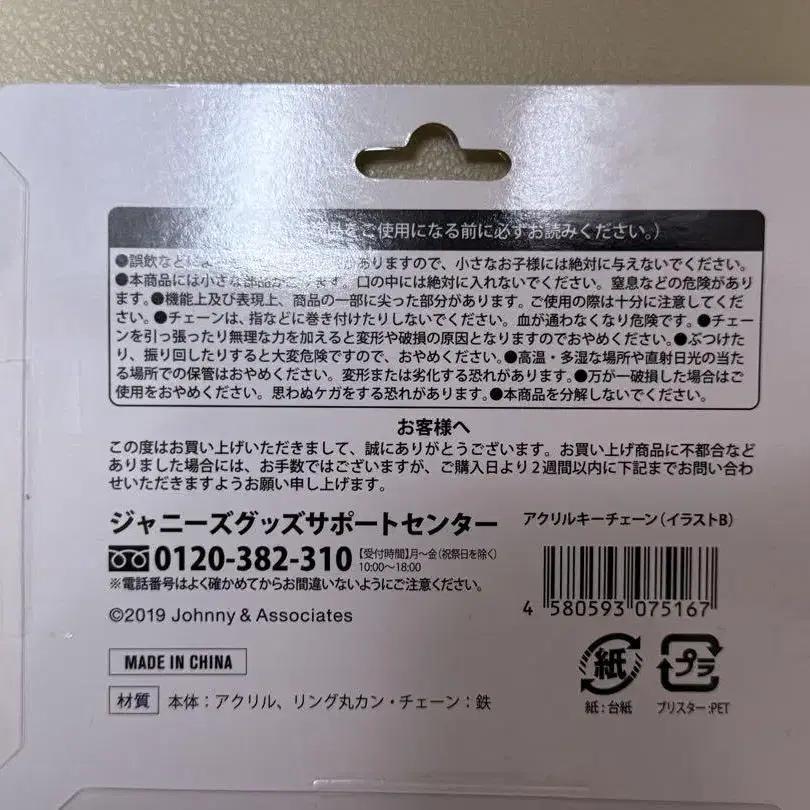 をご使用になる前に必ずお読みください。)
●誤飲などによ がありますので、小さなお子様には絶対に与えないでください。
●本商品には小さな部品がございます。口の中には絶対に入れないでください。窒息などの危険があり
ます。●機能上及び表現上、商品の一部に尖った部分があります。ご使用の際は十分に注意してくだ
さい。●チェーンは、指などに巻き付けたりしないでください。血が通わなくなり危険です。●チェー
ンを引っ張ったり無理な力を加えると変形や破損の原因となりますのでおやめください。●ぶつけた
り、振り回したりすると大変危険ですので、おやめください。●高温・多湿な場所や直射日光の当た
る場所での保管はおやめください。変形または劣化する恐れがあります。●万が一破損した場合はご
使用をおやめください。思わぬケガをする恐れがあります。●本商品を分解しないでください。
お客様へ
この度はお買い上げいただきまして、誠にありがとうございます。お買い上げ商品に不都合など
ありました場合には、お手数ではございますが、ご購入日より2週間以内に下記までお問い合わ
せいただきますようお願い申し上げます。
ジャニーズグッズサポートセンター
0120-382-310 【受付時間】月〜金(祝祭日を除く)
10:00〜18:00
※電話番号はよく確かめてからお間違いないようにご注意ください。
©2019 Johnny & Associates
MADE IN CHINA
材質 本体：アクリル、リング丸カン・チェーン：鉄
アクリルキーチェーン(イラストB)
4 580593 075167
紙 プラ
紙：台紙 ブリスター:PET